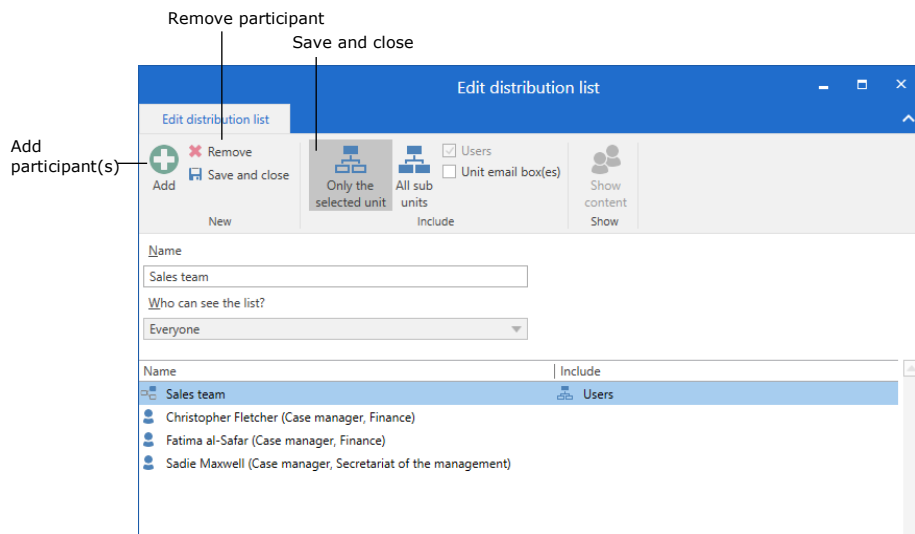 Remove participant
Save and close
Edit distribution list
Edit distribution list
Add
participant(s)
Remove
Save and close
Add
New
Only the
selected unit
All sub
units
Users
Unit email box(es)
Include
Show
content
Show
Name
Sales team
Who can see the list?
Everyone
Name Include
Sales team Users
Christopher Fletcher (Case manager, Finance)
Fatima al-Safar (Case manager, Finance)
Sadie Maxwell (Case manager, Secretariat of the management)